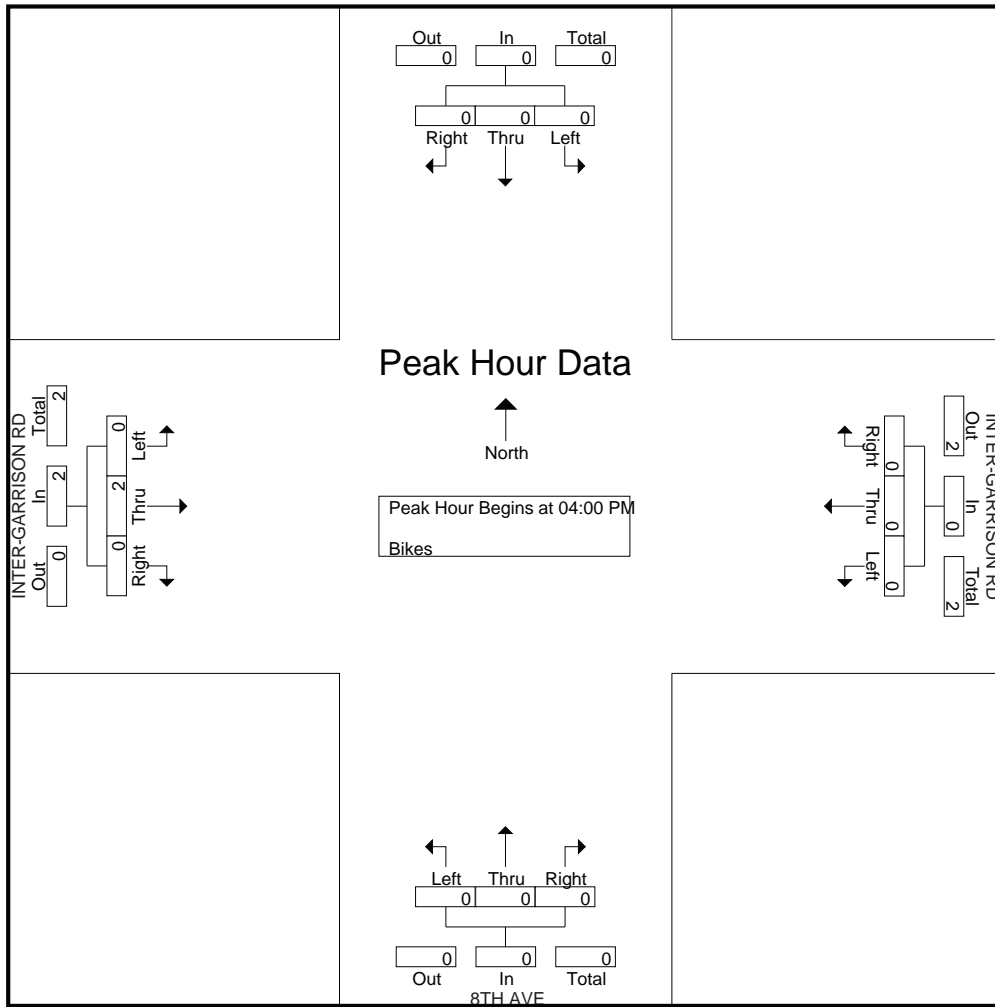 Out In Total
0 0 0
0 0 0
Right Thru Left
Peak Hour Data
North
Peak Hour Begins at 04:00 PM
Bikes
INTER-GARRISON RD
Out In Total
0 2 2
Left Thru Right
0 2 0
INTER-GARRISON RD
Out In Total
2 0 2
Right Thru Left
0 0 0
Left Thru Right
0 0 0
0 0 0
Out In Total
8TH AVE